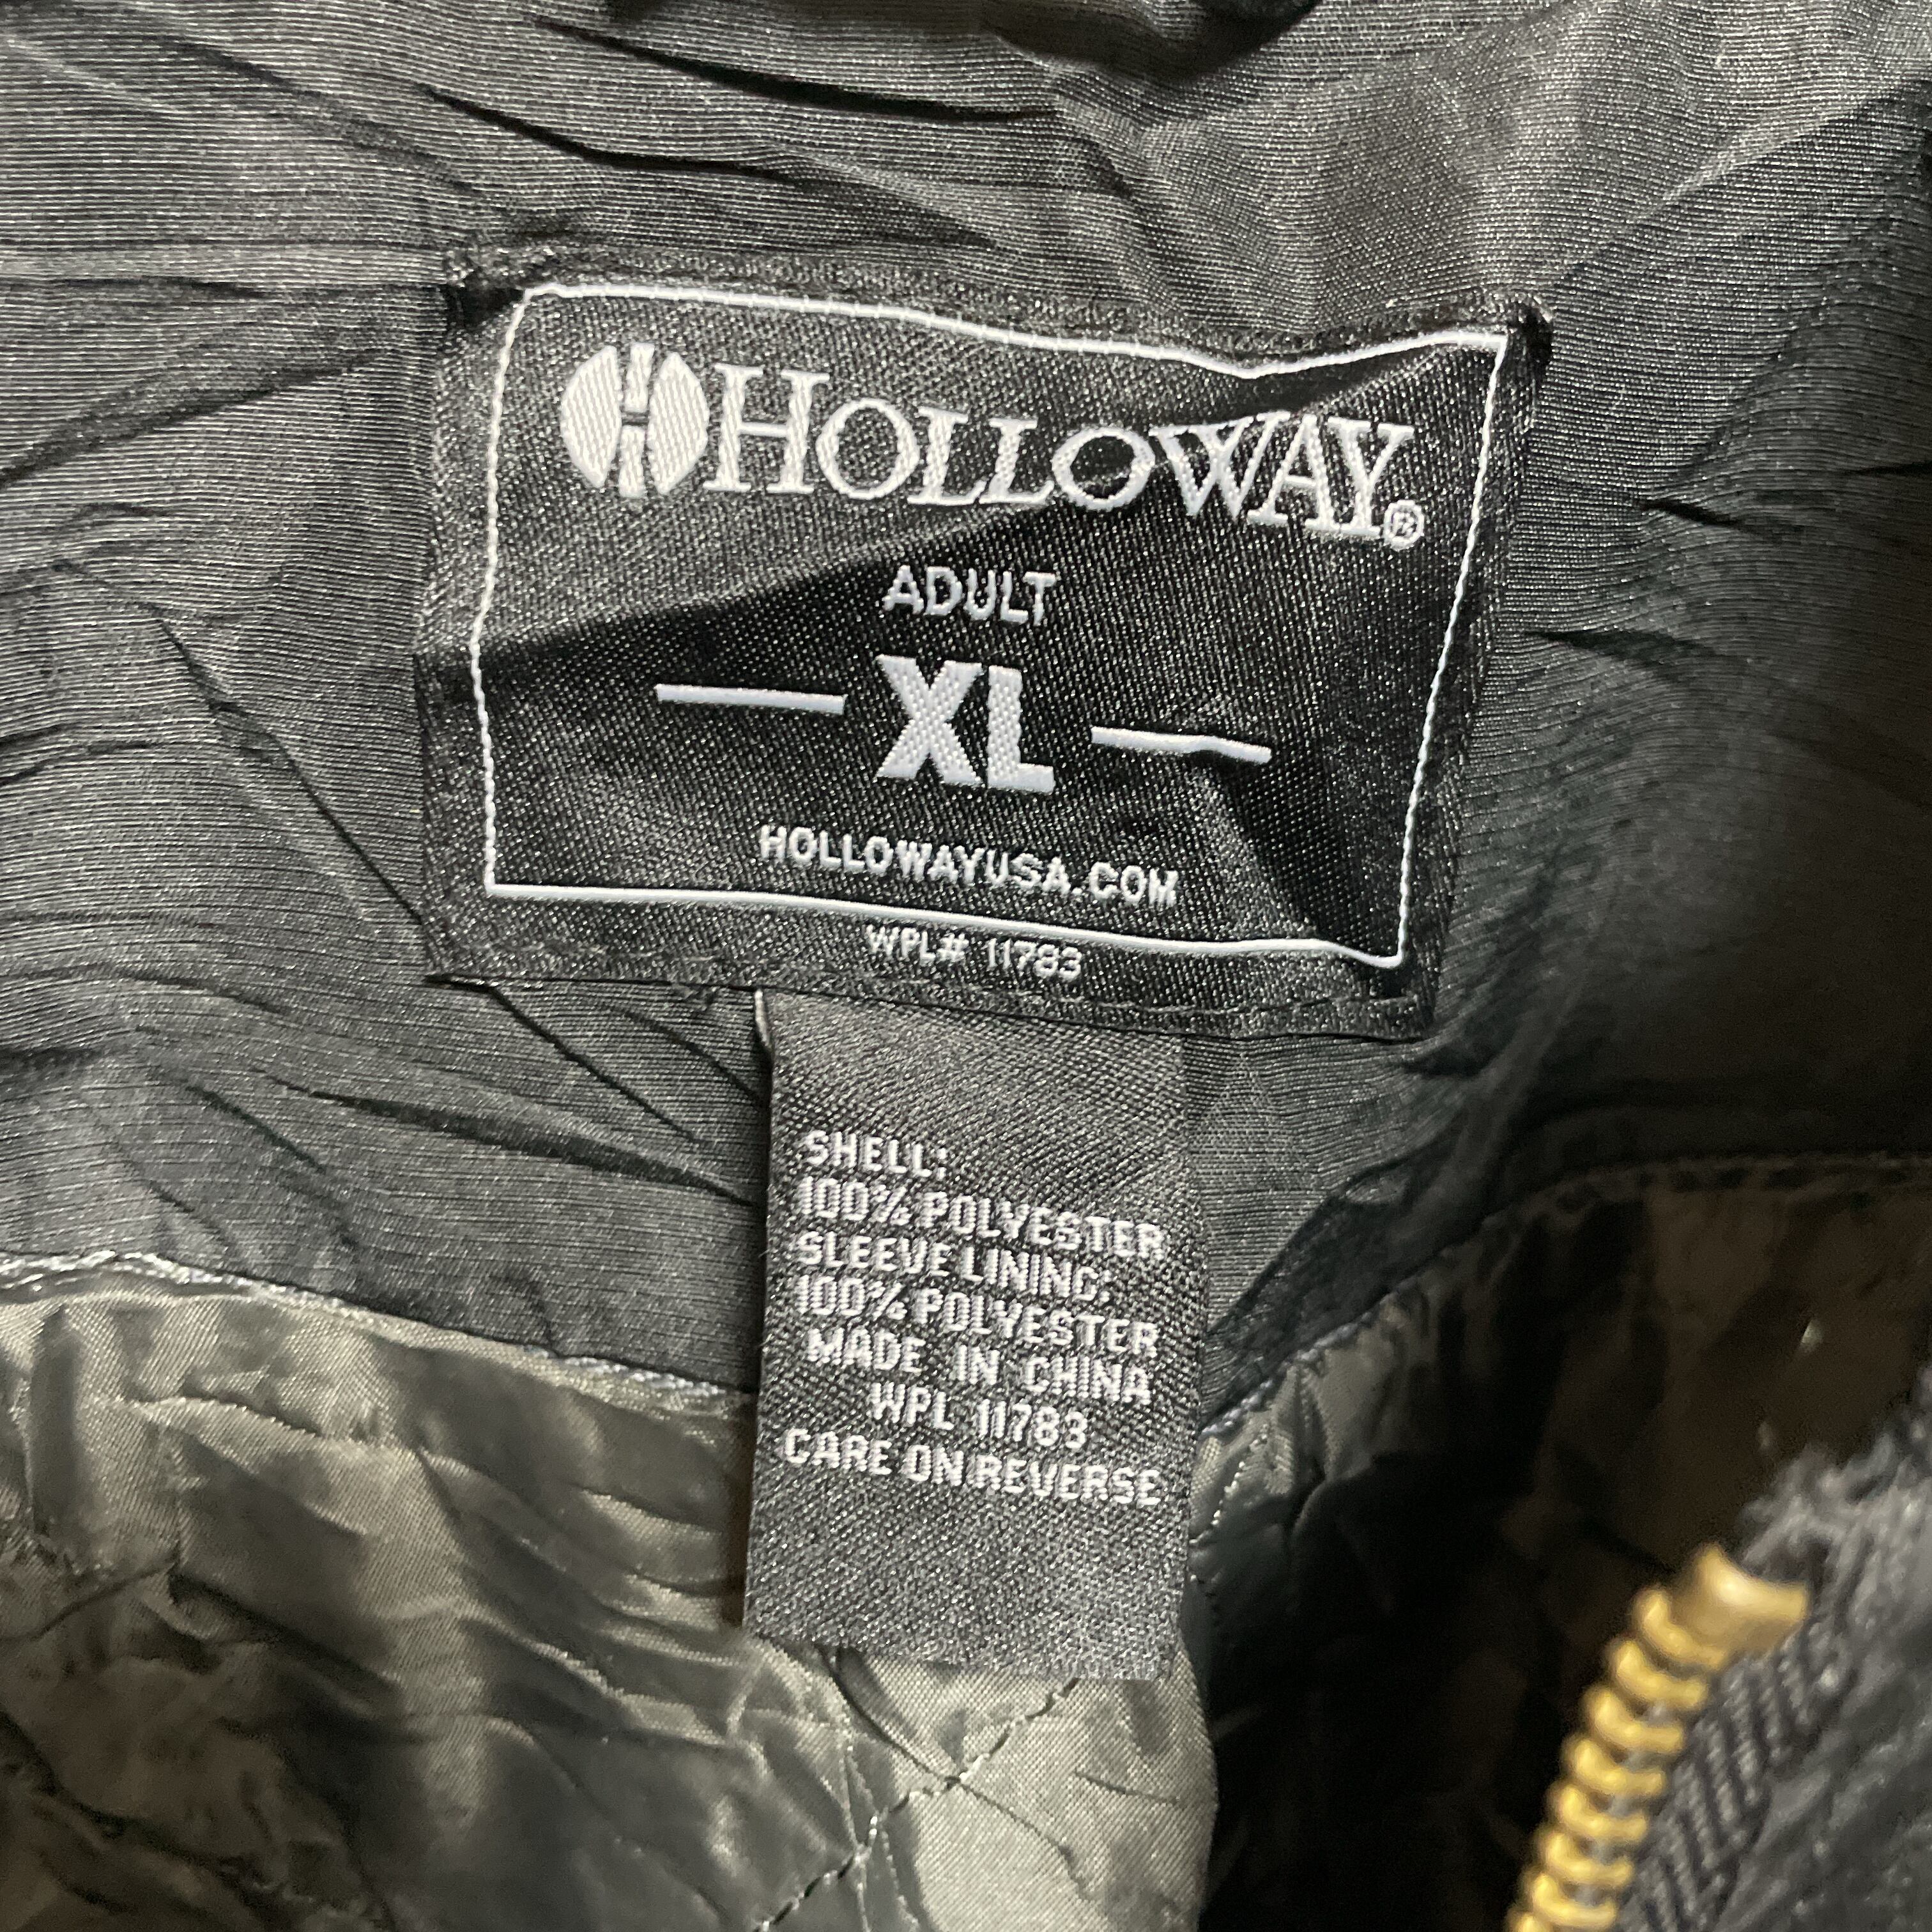 HOLLOWAY®
ADULT
XL
HOLLOWAYUSA.COM
WPL# 11783
SHELL:
100% POLYESTER
SLEEVE LINING:
100% POLYESTER
MADE IN CHINA
WPL 11783
CARE ON REVERSE